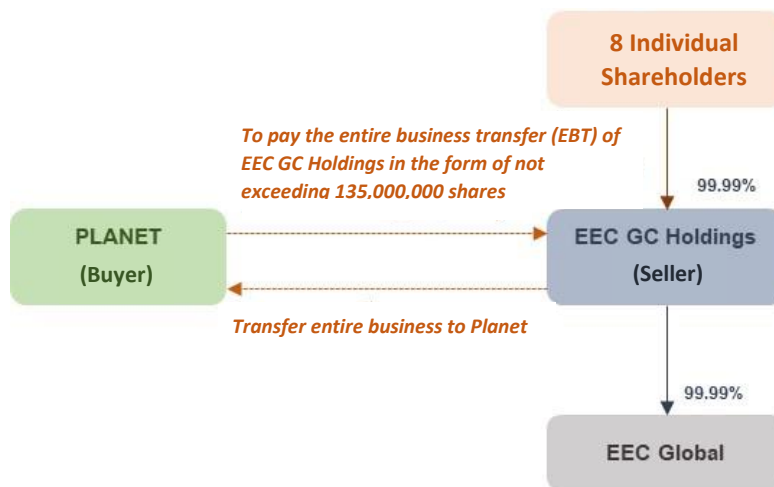 8 Individual
Shareholders
To pay the entire business transfer (EBT) of
EEC GC Holdings in the form of not
exceeding 135,000,000 shares
99.99%
PLANET
(Buyer)
EEC GC Holdings
(Seller)
Transfer entire business to Planet
99.99%
EEC Global